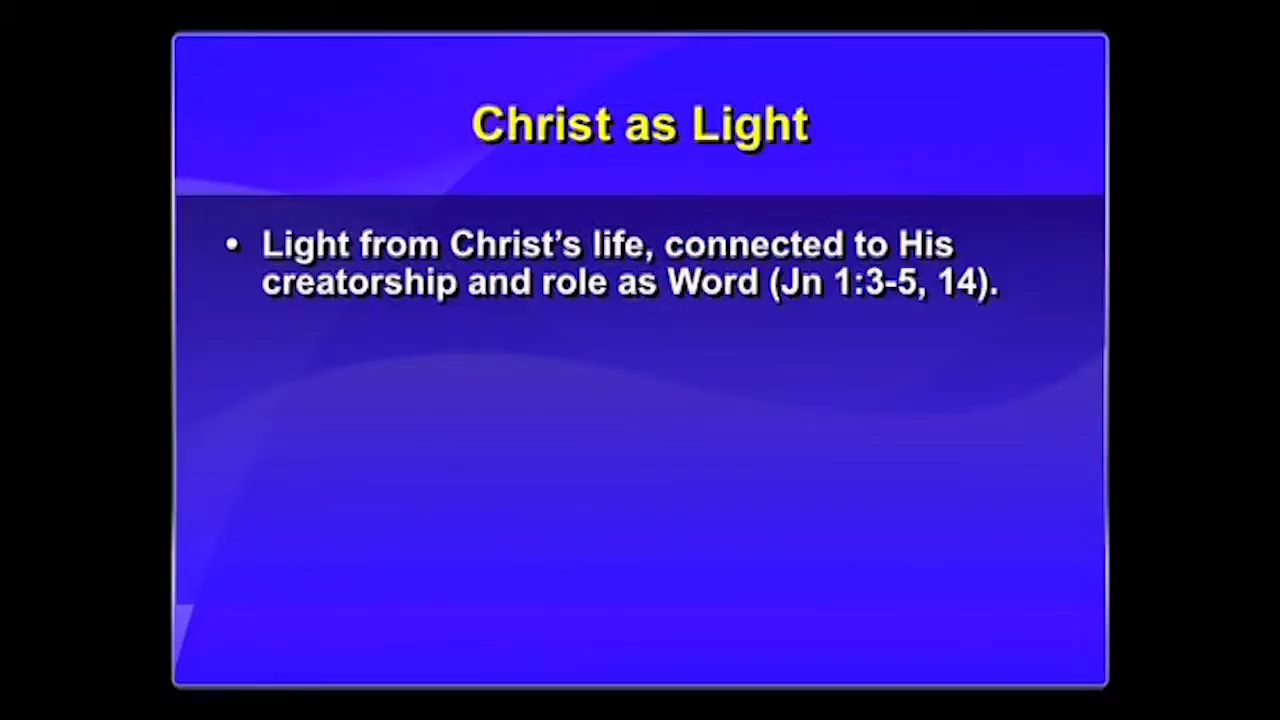 Christ as Light
• Light from Christ’s life, connected to His
creatorship and role as Word (Jn 1:3-5, 14).